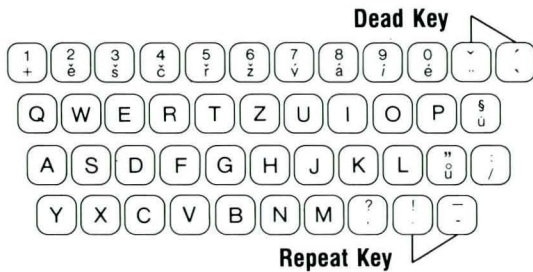 Dead Key
1 2 3 4 5 6 7 8 9 0 ˇ ´
+ ě š č ř ž ý á í é ¨ `
Q W E R T Z U I O P §
ú
A S D F G H J K L " :
ů /
Y X C V B N M ? ! _
, . -
Repeat Key